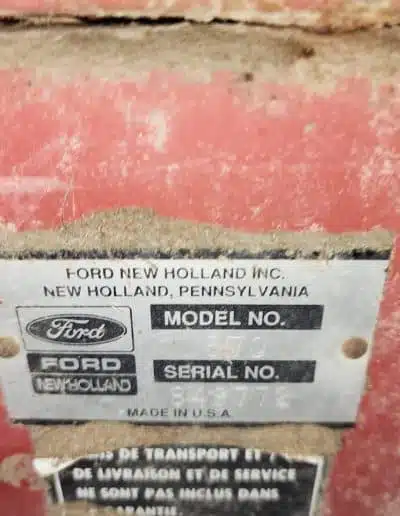 FORD NEW HOLLAND INC.
NEW HOLLAND, PENNSYLVANIA
Ford
MODEL NO.
FORD
NEW HOLLAND
SERIAL NO.
MADE IN U.S.A.
DE TRANSPORT ET
DE LIVRAISON ET DE SERVICE
NE SONT PAS INCLUS DANS